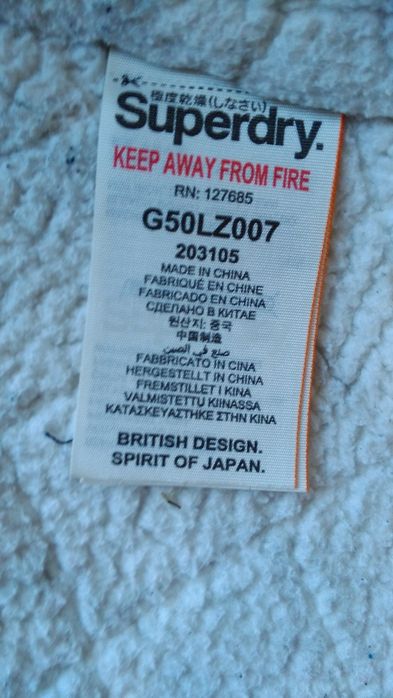 極度乾燥(しなさい)
Superdry.
KEEP AWAY FROM FIRE
RN: 127685
G50LZ007
203105
MADE IN CHINA
FABRIQUÉ EN CHINE
FABRICADO EN CHINA
СДЕЛАНО В КИТАЕ
원산지: 중국
中国制造
صنع في الصين
FABBRICATO IN CINA
HERGESTELLT IN CHINA
FREMSTILLET I KINA
VALMISTETTU KIINASSA
ΚΑΤΑΣΚΕΥΑΣΤΗΚΕ ΣΤΗΝ ΚΙΝΑ
BRITISH DESIGN.
SPIRIT OF JAPAN.